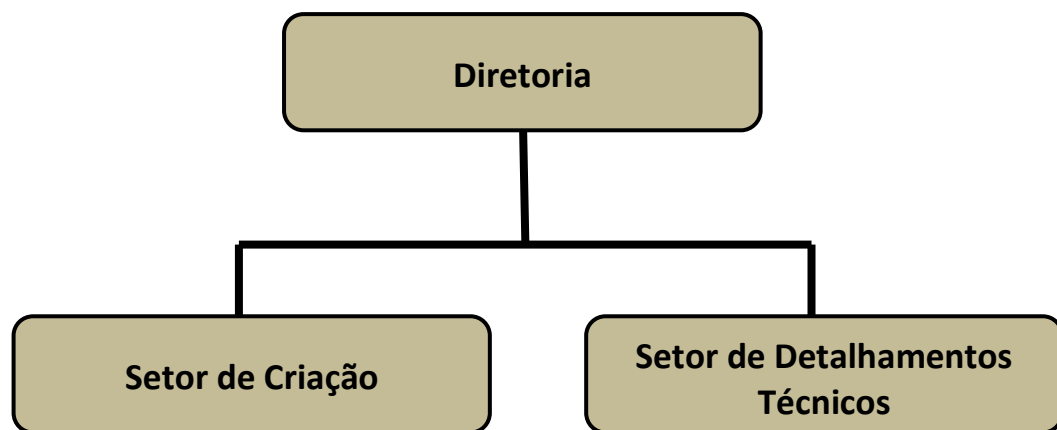 Diretoria
Setor de Criação
Setor de Detalhamentos
Técnicos